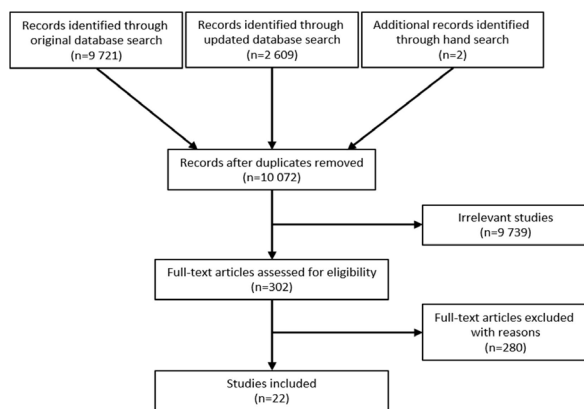 Records identified through
original database search
(n=9 721)
Records identified through
updated database search
(n=2 609)
Additional records identified
through hand search
(n=2)
Records after duplicates removed
(n=10 072)
Irrelevant studies
(n=9 739)
Full-text articles assessed for eligibility
(n=302)
Full-text articles excluded
with reasons
(n=280)
Studies included
(n=22)